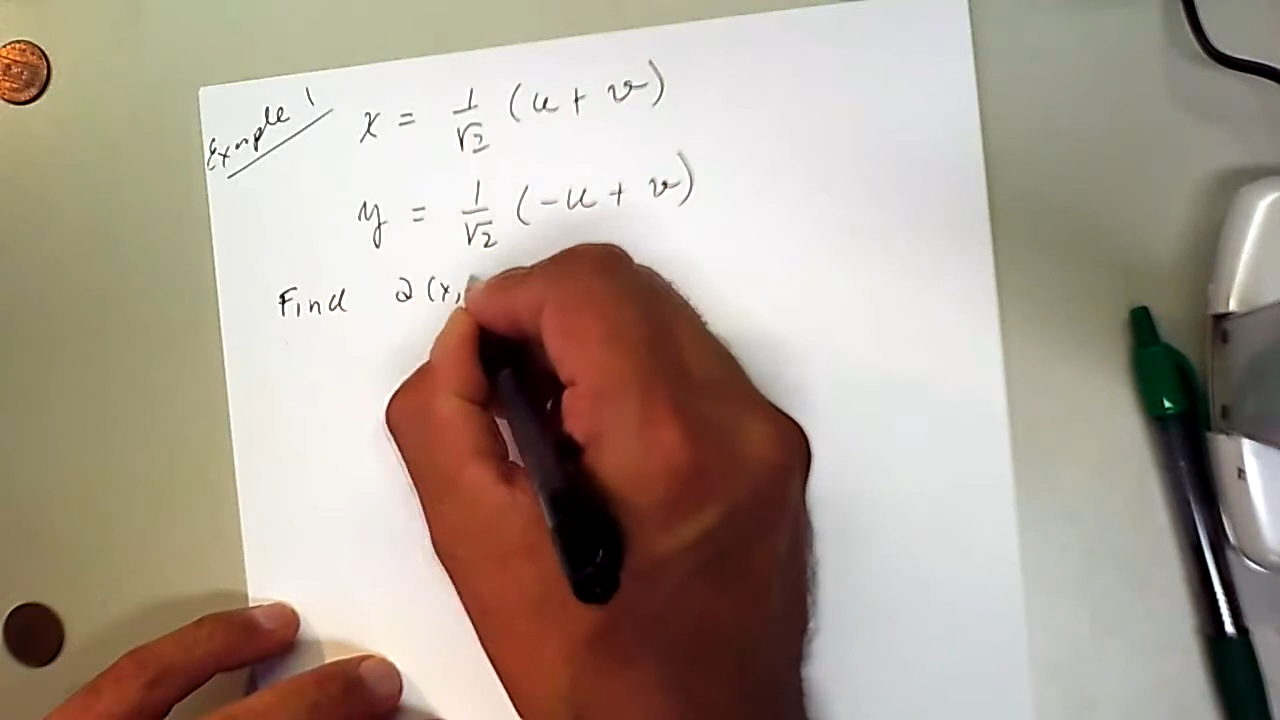 Example 1
x = 1/√2 (u + v)
y = 1/√2 (-u + v)
Find ∂(x,